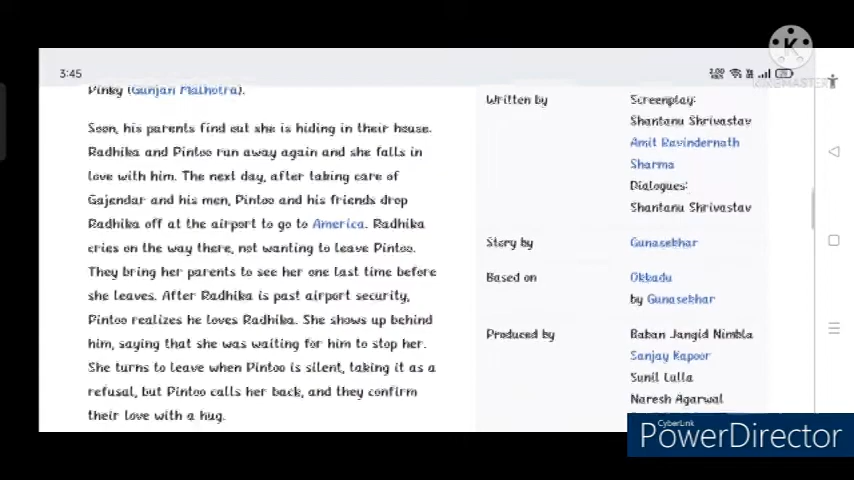 3:45
Pinky (Gunjan Malhotra).
Soon, his parents find out she is hiding in their house.
Radhika and Pintoo run away again and she falls in
love with him. The next day, after taking care of
Gajendar and his men, Pintoo and his friends drop
Radhika off at the airport to go to America. Radhika
cries on the way there, not wanting to leave Pintoo.
They bring her parents to see her one last time before
she leaves. After Radhika is past airport security,
Pintoo realizes he loves Radhika. She shows up behind
him, saying that she was waiting for him to stop her.
She turns to leave when Pintoo is silent, taking it as a
refusal, but Pintoo calls her back, and they confirm
their love with a hug.
Written by
Screenplay:
Shantanu Shrivastav
Amit Ravindernath
Sharma
Dialogues:
Shantanu Shrivastav
Story by
Gunasekhar
Based on
Okkadu
by Gunasekhar
Produced by
Baban Jangid Nimbla
Sanjay Kapoor
Sunil Lulla
Naresh Agarwal
K
KINEMASTER
CyberLink
PowerDirector